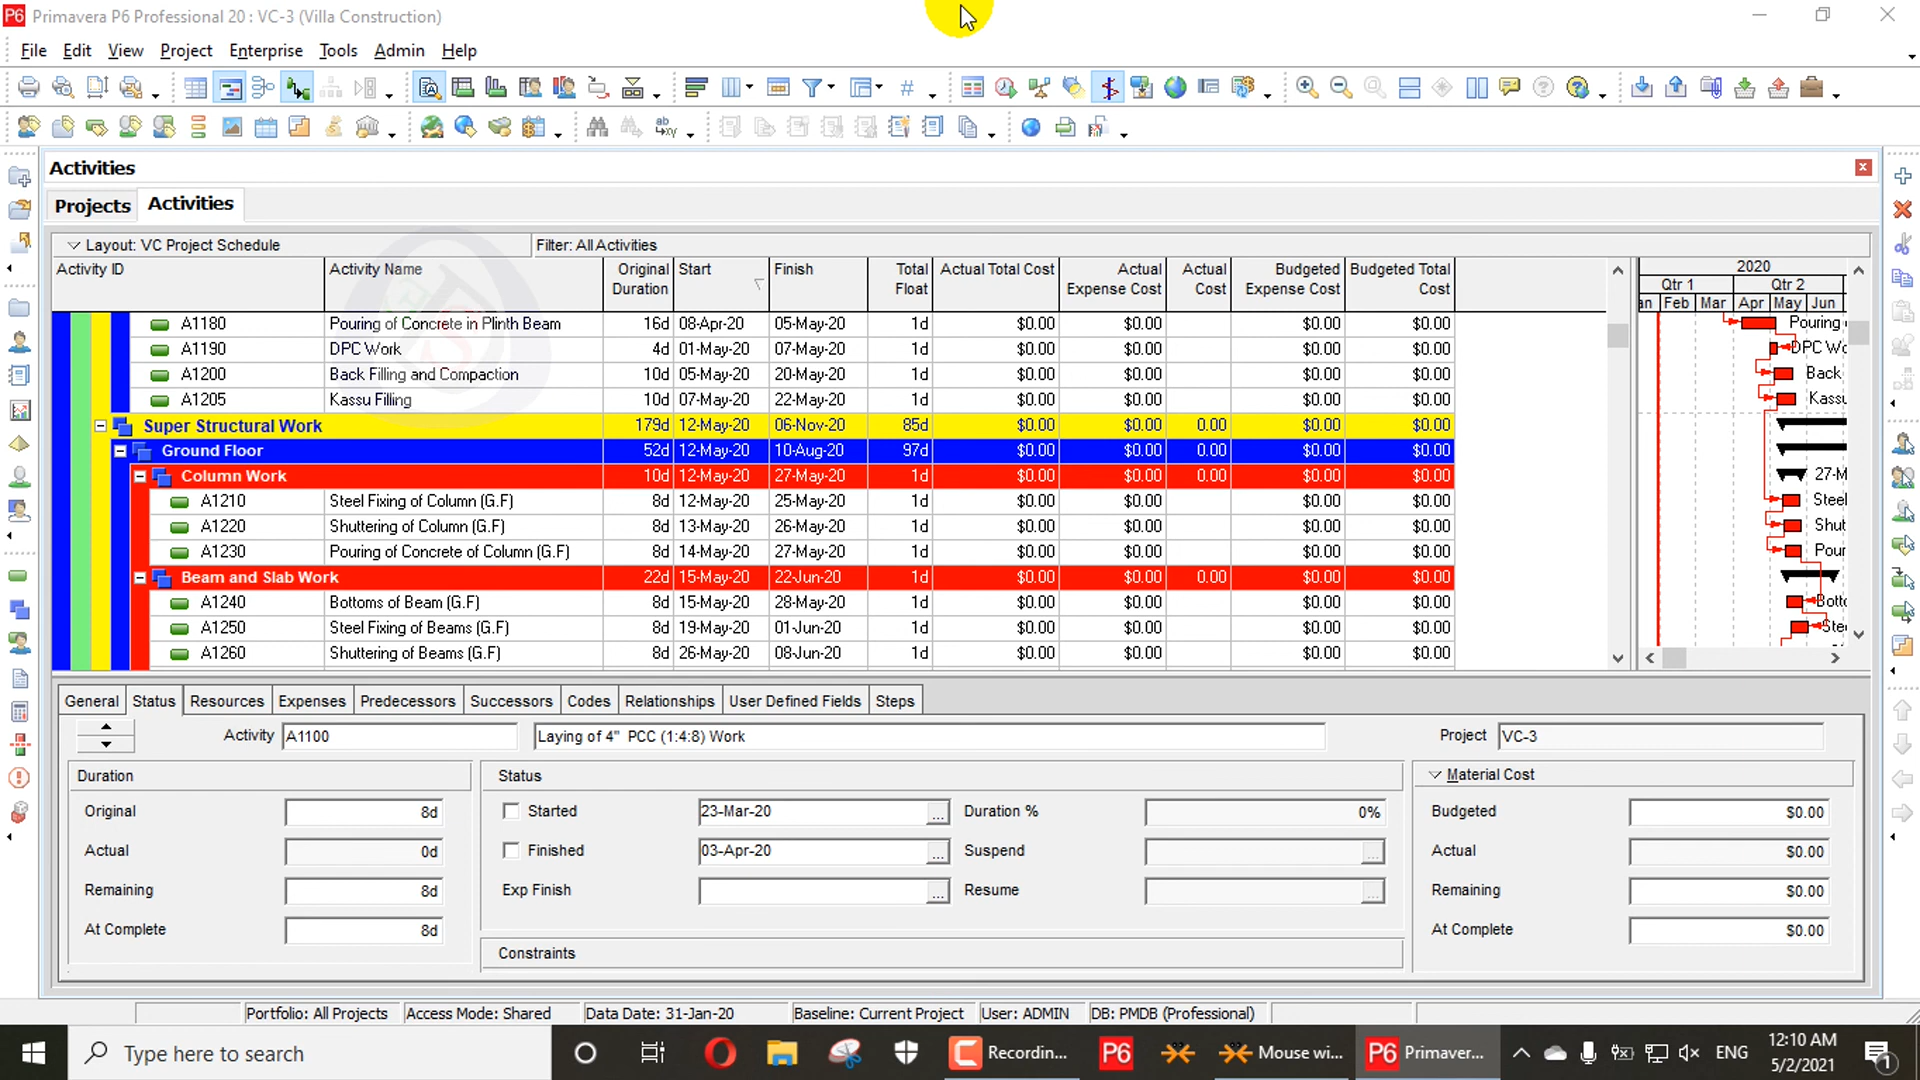 Primavera P6 Professional 20 : VC-3 (Villa Construction)
File Edit View Project Enterprise Tools Admin Help
Activities
Projects Activities
Layout: VC Project Schedule Filter: All Activities
Activity ID Activity Name Original Duration Start Finish Total Float Actual Total Cost Actual Expense Cost Actual Cost Budgeted Expense Cost Budgeted Total Cost
2020
Qtr 1 Qtr 2
an Feb Mar Apr May Jun
A1180 Pouring of Concrete in Plinth Beam 16d 08-Apr-20 05-May-20 1d $0.00 $0.00 $0.00 $0.00 Pouring
A1190 DPC Work 4d 01-May-20 07-May-20 1d $0.00 $0.00 $0.00 $0.00 DPC Wo
A1200 Back Filling and Compaction 10d 05-May-20 20-May-20 1d $0.00 $0.00 $0.00 $0.00 Back
A1205 Kassu Filling 10d 07-May-20 22-May-20 1d $0.00 $0.00 $0.00 $0.00 Kassu
Super Structural Work 179d 12-May-20 06-Nov-20 85d $0.00 $0.00 0.00 $0.00 $0.00
Ground Floor 52d 12-May-20 10-Aug-20 97d $0.00 $0.00 0.00 $0.00 $0.00
Column Work 10d 12-May-20 27-May-20 1d $0.00 $0.00 0.00 $0.00 $0.00 27-M
A1210 Steel Fixing of Column (G.F) 8d 12-May-20 25-May-20 1d $0.00 $0.00 $0.00 $0.00 Steel
A1220 Shuttering of Column (G.F) 8d 13-May-20 26-May-20 1d $0.00 $0.00 $0.00 $0.00 Shut
A1230 Pouring of Concrete of Column (G.F) 8d 14-May-20 27-May-20 1d $0.00 $0.00 $0.00 $0.00 Pour
Beam and Slab Work 22d 15-May-20 22-Jun-20 1d $0.00 $0.00 0.00 $0.00 $0.00
A1240 Bottoms of Beam (G.F) 8d 15-May-20 28-May-20 1d $0.00 $0.00 $0.00 $0.00 Botto
A1250 Steel Fixing of Beams (G.F) 8d 19-May-20 01-Jun-20 1d $0.00 $0.00 $0.00 $0.00 Stee
A1260 Shuttering of Beams (G.F) 8d 26-May-20 08-Jun-20 1d $0.00 $0.00 $0.00 $0.00
General Status Resources Expenses Predecessors Successors Codes Relationships User Defined Fields Steps
Activity A1100 Laying of 4" PCC (1:4:8) Work Project VC-3
Duration Status Material Cost
Original 8d Started 23-Mar-20 ... Duration % 0% Budgeted $0.00
Actual 0d Finished 03-Apr-20 ... Suspend ... Actual $0.00
Remaining 8d Exp Finish ... Resume ... Remaining $0.00
At Complete 8d At Complete $0.00
Constraints
Portfolio: All Projects Access Mode: Shared Data Date: 31-Jan-20 Baseline: Current Project User: ADMIN DB: PMDB (Professional)
Type here to search Recordin... P6 Mouse wi... P6 Primaver... ENG 12:10 AM
5/2/2021 1